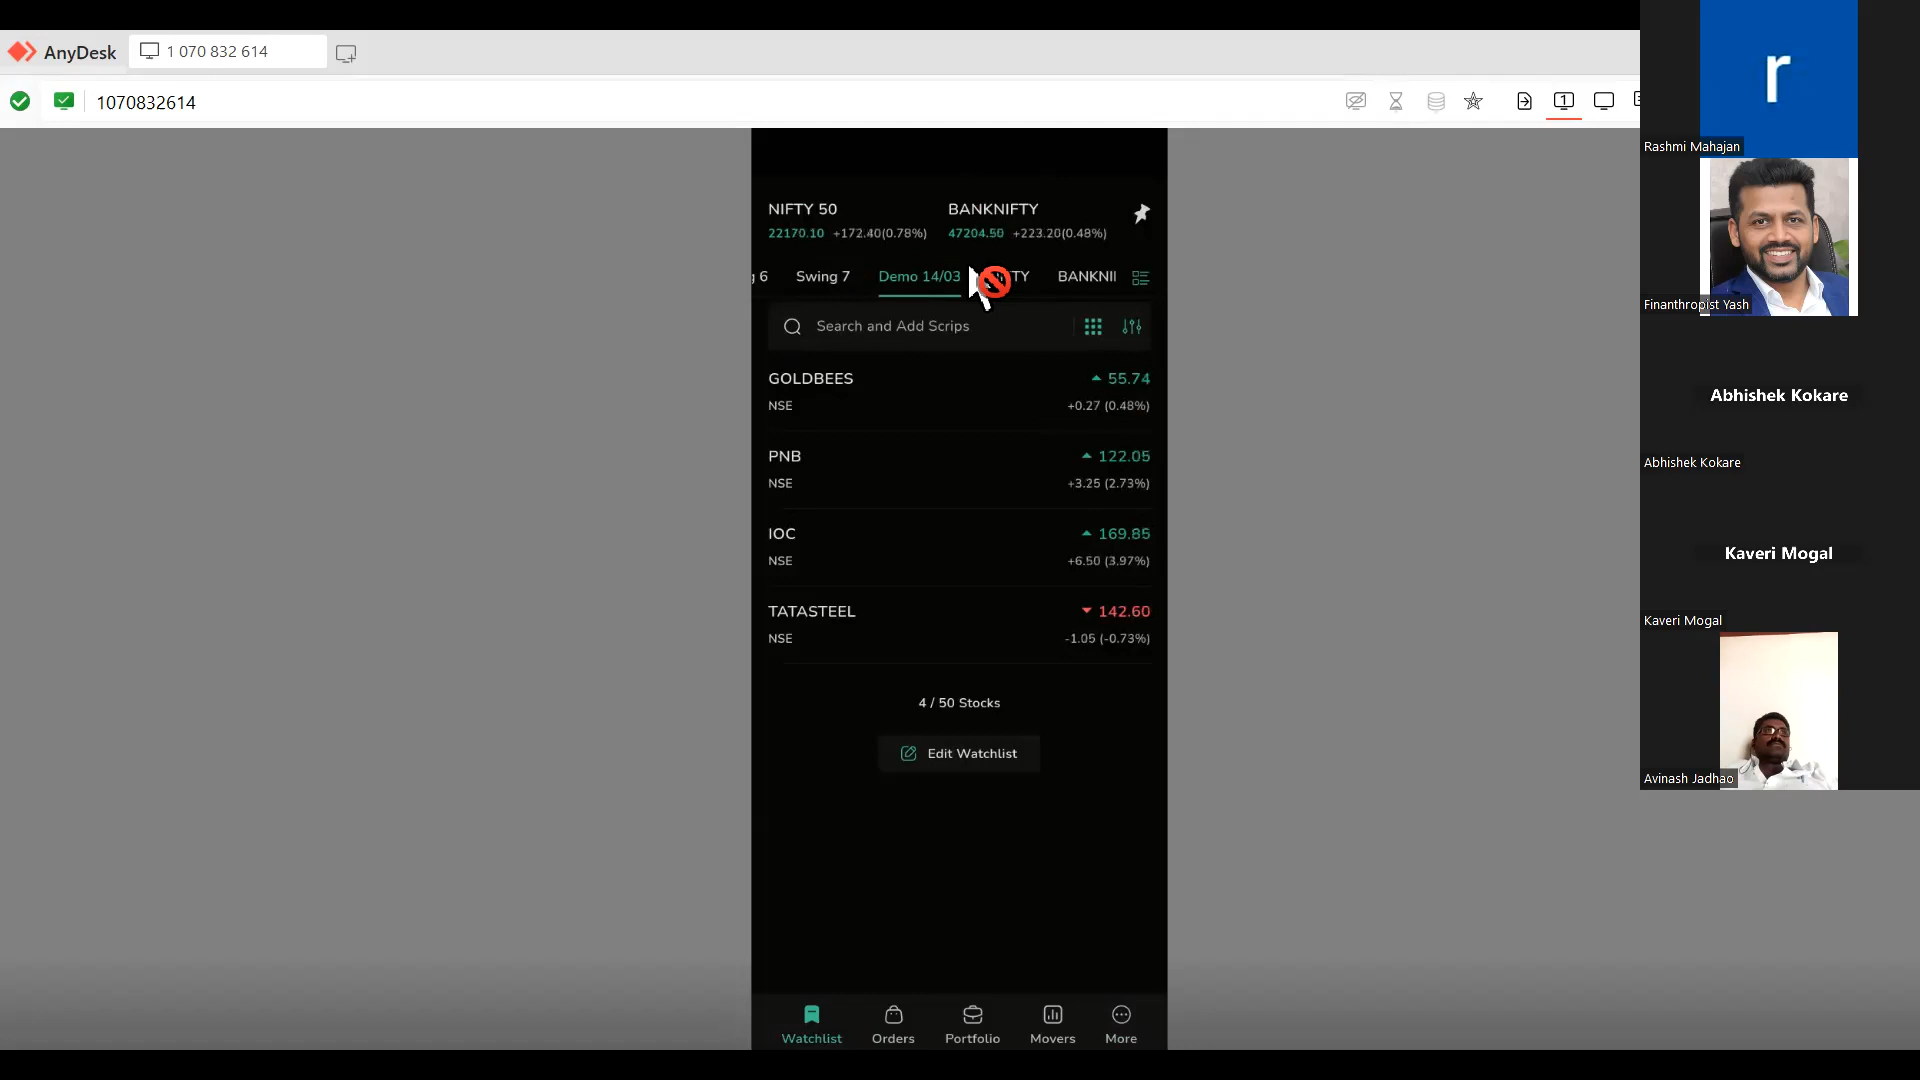 AnyDesk
1 070 832 614
1070832614
NIFTY 50
BANKNIFTY
22170.10 +172.40(0.78%)
47204.50 +223.20(0.48%)
6
Swing 7
Demo 14/03
TY
BANKNII
Search and Add Scrips
GOLDBEES
55.74
NSE
+0.27 (0.48%)
PNB
122.05
NSE
+3.25 (2.73%)
IOC
169.85
NSE
+6.50 (3.97%)
TATASTEEL
142.60
NSE
-1.05 (-0.73%)
4 / 50 Stocks
Edit Watchlist
Watchlist
Orders
Portfolio
Movers
More
r
Rashmi Mahajan
Finanthropist Yash
Abhishek Kokare
Abhishek Kokare
Kaveri Mogal
Kaveri Mogal
Avinash Jadhao